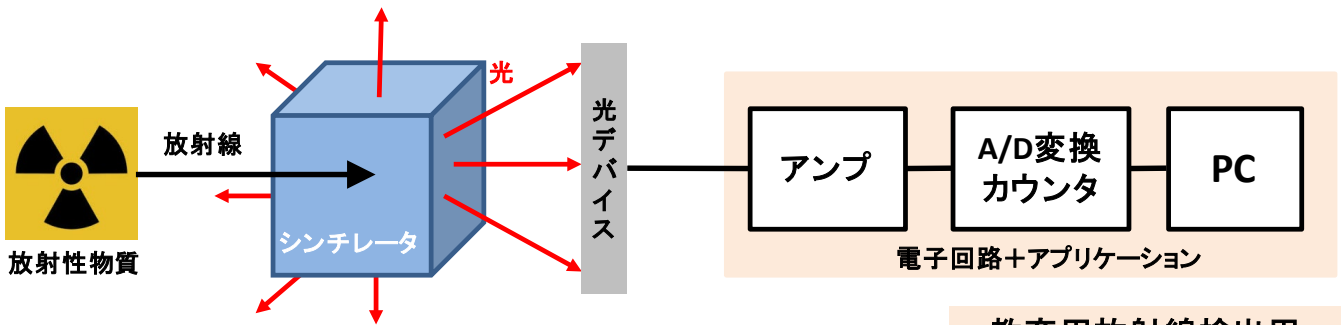 光
放射線
光デバイス
アンプ
A/D変換
カウンタ
PC
シンチレータ
放射性物質
電子回路＋アプリケーション